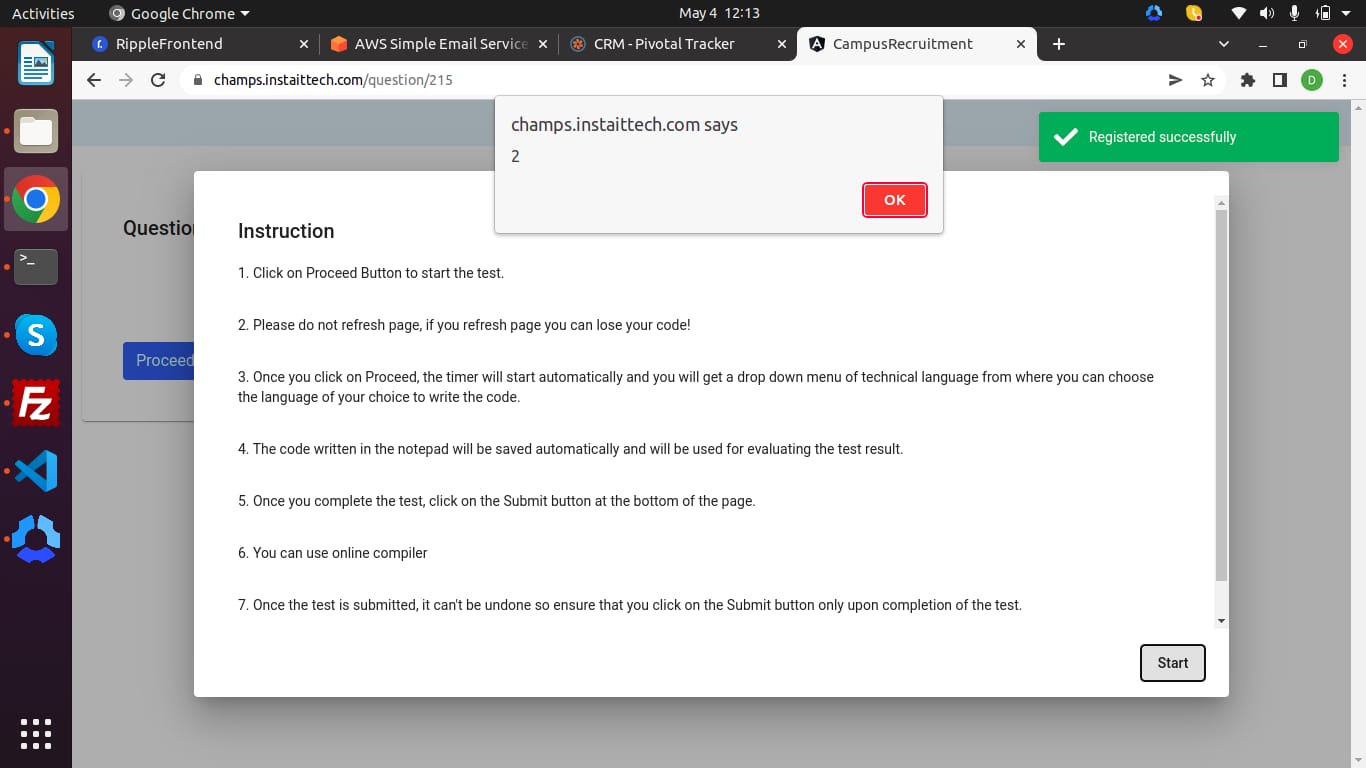 Activities
Google Chrome
May 4 12:13
RippleFrontend
AWS Simple Email Service
CRM - Pivotal Tracker
CampusRecruitment
champs.instaittech.com/question/215
D
champs.instaittech.com says
2
OK
Registered successfully
Question
Proceed
Instruction
1. Click on Proceed Button to start the test.
2. Please do not refresh page, if you refresh page you can lose your code!
3. Once you click on Proceed, the timer will start automatically and you will get a drop down menu of technical language from where you can choose
the language of your choice to write the code.
4. The code written in the notepad will be saved automatically and will be used for evaluating the test result.
5. Once you complete the test, click on the Submit button at the bottom of the page.
6. You can use online compiler
7. Once the test is submitted, it can't be undone so ensure that you click on the Submit button only upon completion of the test.
Start